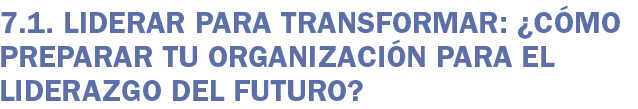 7.1. LIDERAR PARA TRANSFORMAR: ¿CÓMO
PREPARAR TU ORGANIZACIÓN PARA EL
LIDERAZGO DEL FUTURO?